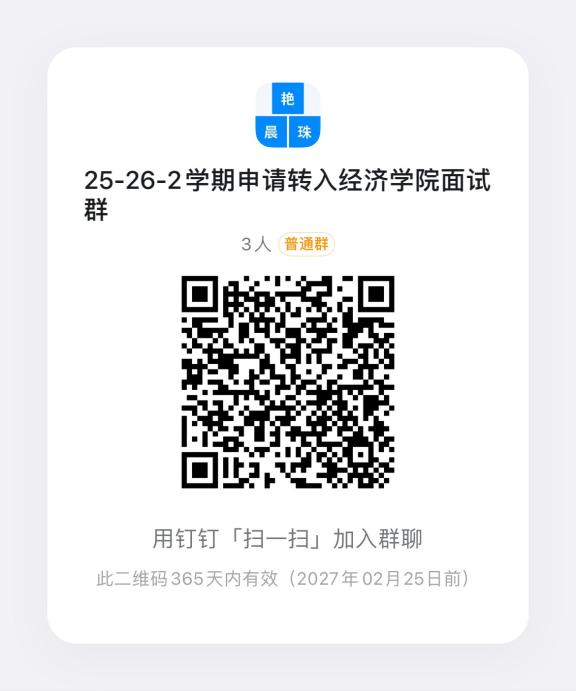 艳
晨 珠
25-26-2学期申请转入经济学院面试
群
3人 普通群
用钉钉「扫一扫」加入群聊
此二维码365天内有效（2027年02月25日前）